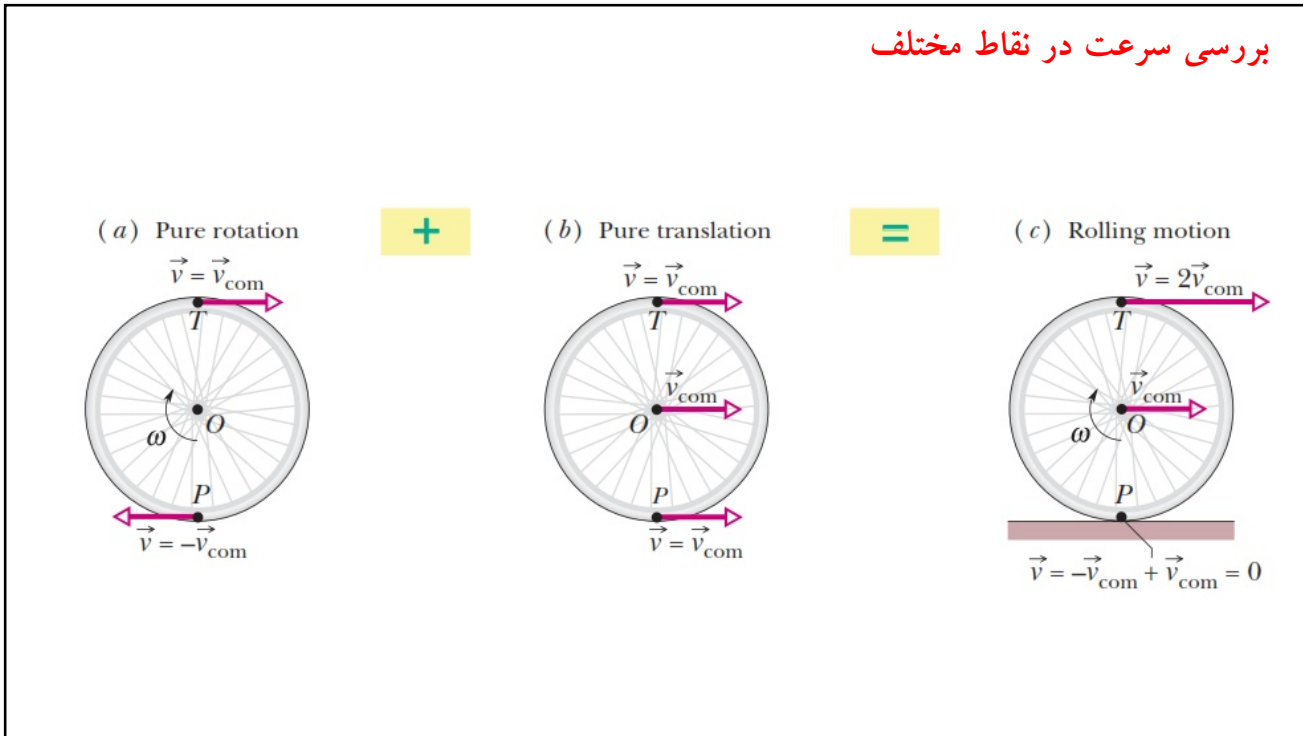 بررسی سرعت در نقاط مختلف
(a) Pure rotation
+
(b) Pure translation
=
(c) Rolling motion
v⃗ = v⃗com
T
ω
O
P
v⃗ = −v⃗com
v⃗ = v⃗com
T
v⃗com
O
P
v⃗ = v⃗com
v⃗ = 2v⃗com
T
v⃗com
ω
O
P
v⃗ = −v⃗com + v⃗com = 0